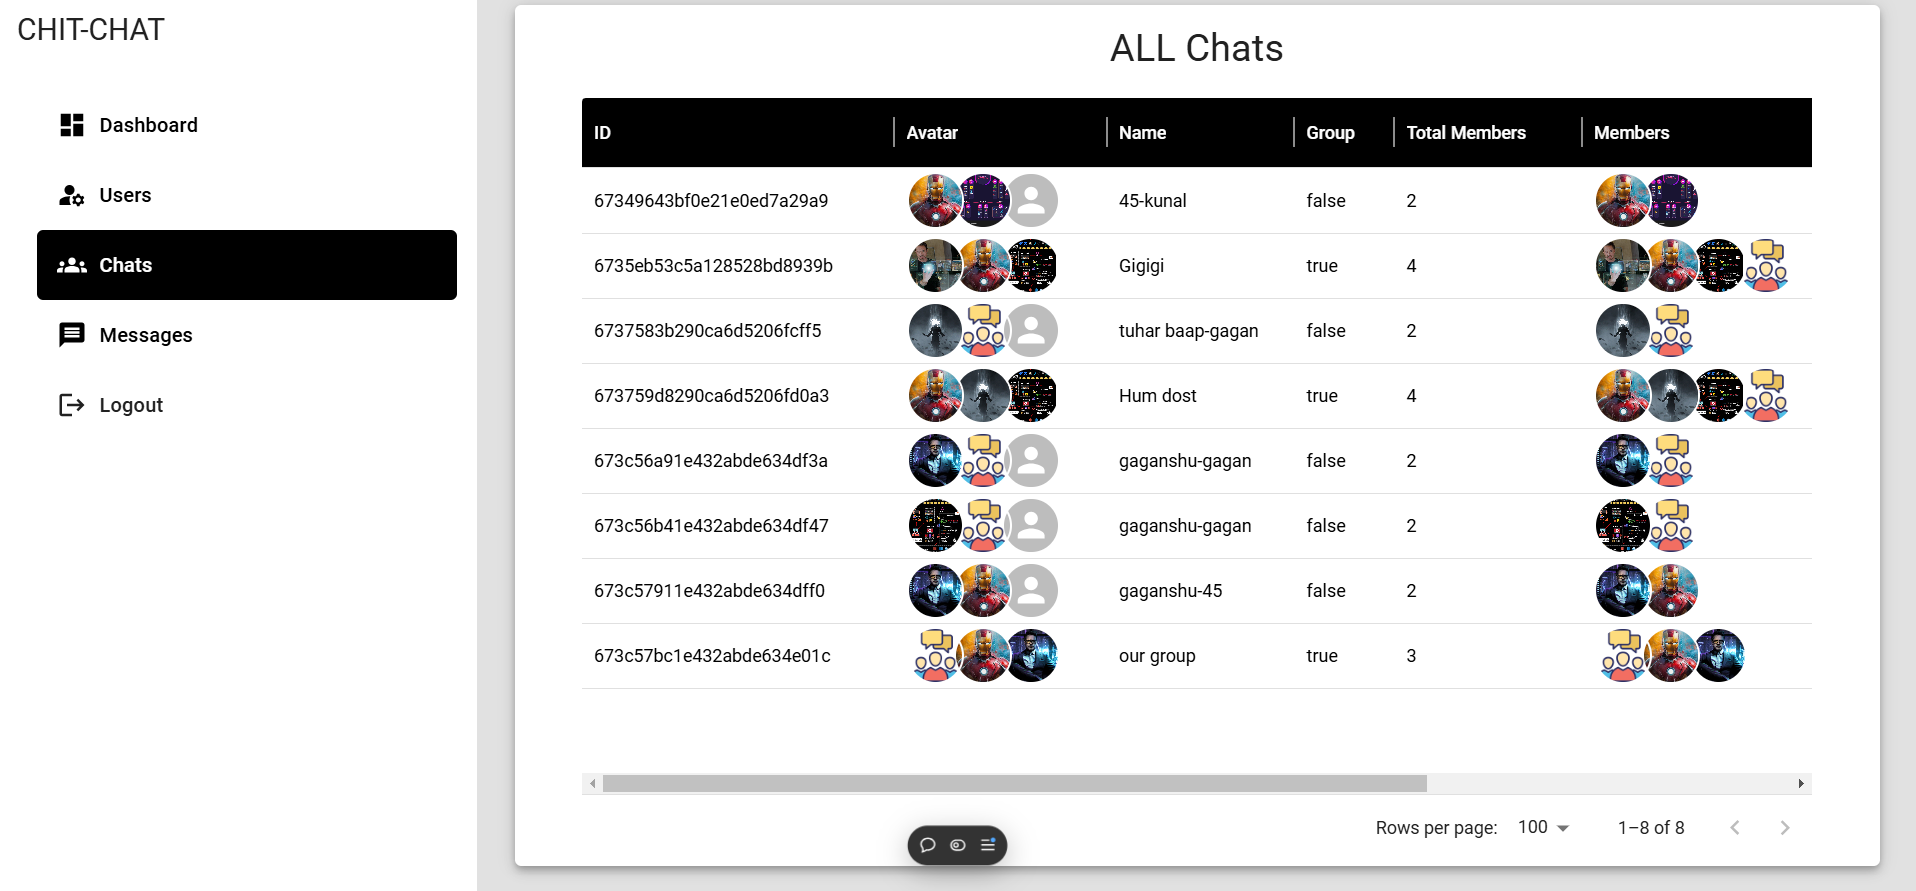 CHIT-CHAT
Dashboard
Users
Chats
Messages
Logout
ALL Chats
ID Avatar Name Group Total Members Members
67349643bf0e21e0ed7a29a9 45-kunal false 2
6735eb53c5a128528bd8939b Gigigi true 4
6737583b290ca6d5206fcff5 tuhar baap-gagan false 2
673759d8290ca6d5206fd0a3 Hum dost true 4
673c56a91e432abde634df3a gaganshu-gagan false 2
673c56b41e432abde634df47 gaganshu-gagan false 2
673c57911e432abde634dff0 gaganshu-45 false 2
673c57bc1e432abde634e01c our group true 3
Rows per page: 100 1–8 of 8